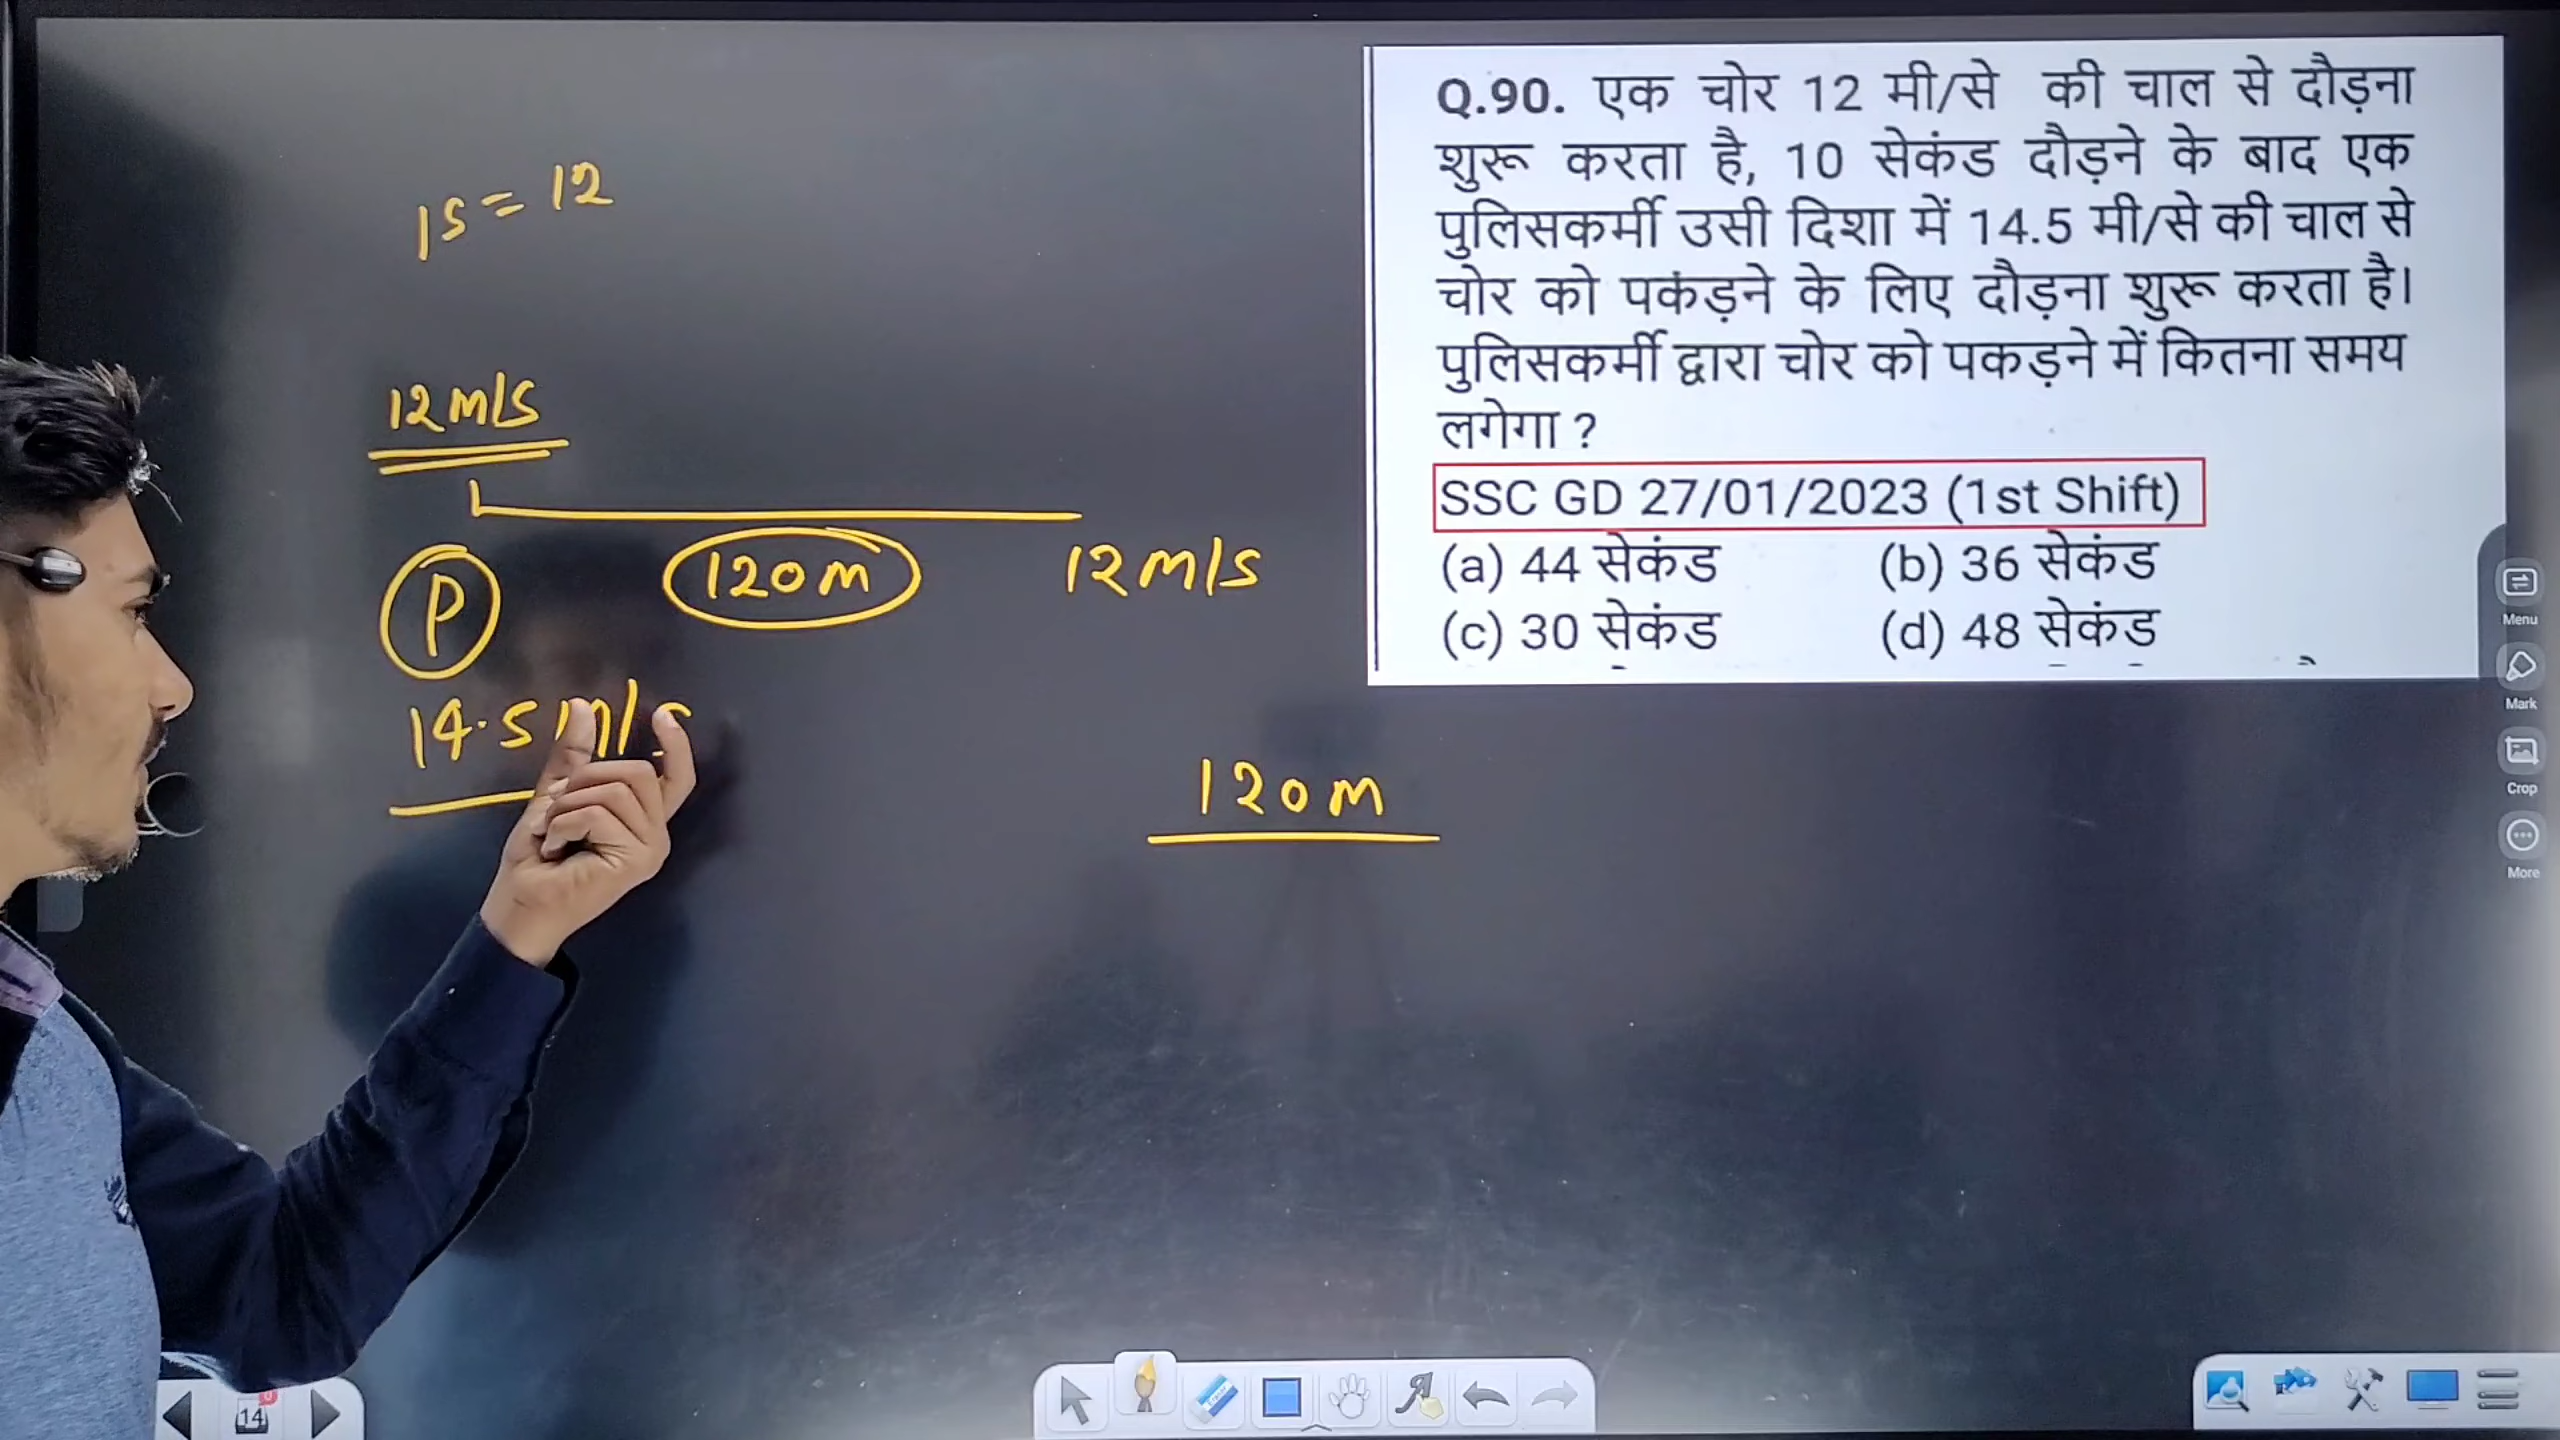 1s = 12
12 m/s
P
120 m
12 m/s
14.5 m/s
120 m
Q.90. एक चोर 12 मी/से की चाल से दौड़ना
शुरू करता है, 10 सेकंड दौड़ने के बाद एक
पुलिसकर्मी उसी दिशा में 14.5 मी/से की चाल से
चोर को पकंड़ने के लिए दौड़ना शुरू करता है।
पुलिसकर्मी द्वारा चोर को पकड़ने में कितना समय
लगेगा ?
SSC GD 27/01/2023 (1st Shift)
(a) 44 सेकंड (b) 36 सेकंड
(c) 30 सेकंड (d) 48 सेकंड
Menu
Mark
Crop
More
14